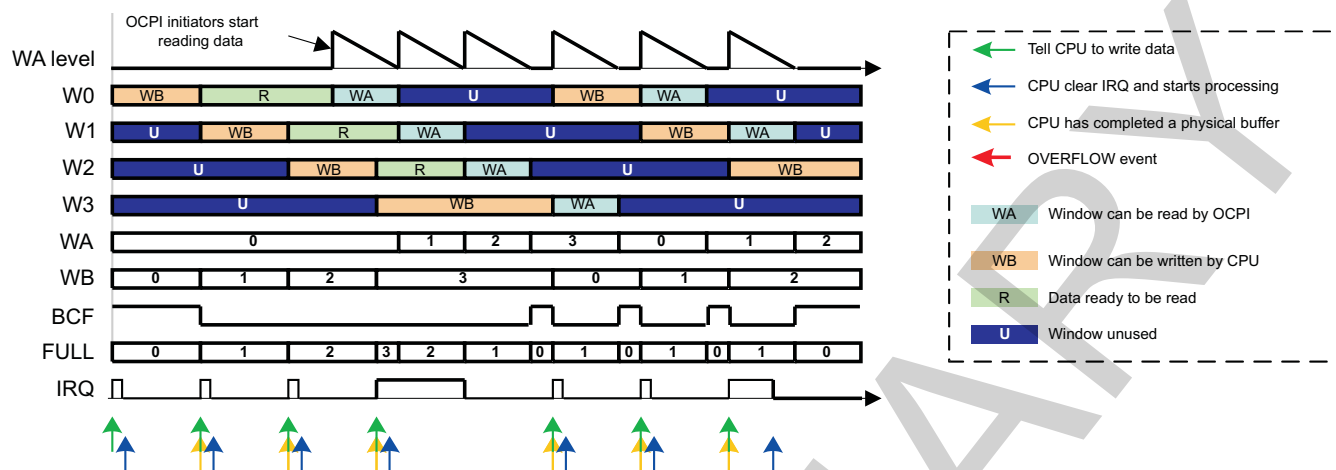 OCPI initiators start
reading data
WA level
W0 WB R WA U WB WA U
W1 U WB R WA U WB WA U
W2 U WB R WA U WB
W3 U WB WA U
WA 0 1 2 3 0 1 2
WB 0 1 2 3 0 1 2
BCF
FULL 0 1 2 3 2 1 0 1 0 1 0 1 0
IRQ
Tell CPU to write data
CPU clear IRQ and starts processing
CPU has completed a physical buffer
OVERFLOW event
WA Window can be read by OCPI
WB Window can be written by CPU
R Data ready to be read
U Window unused
ARY